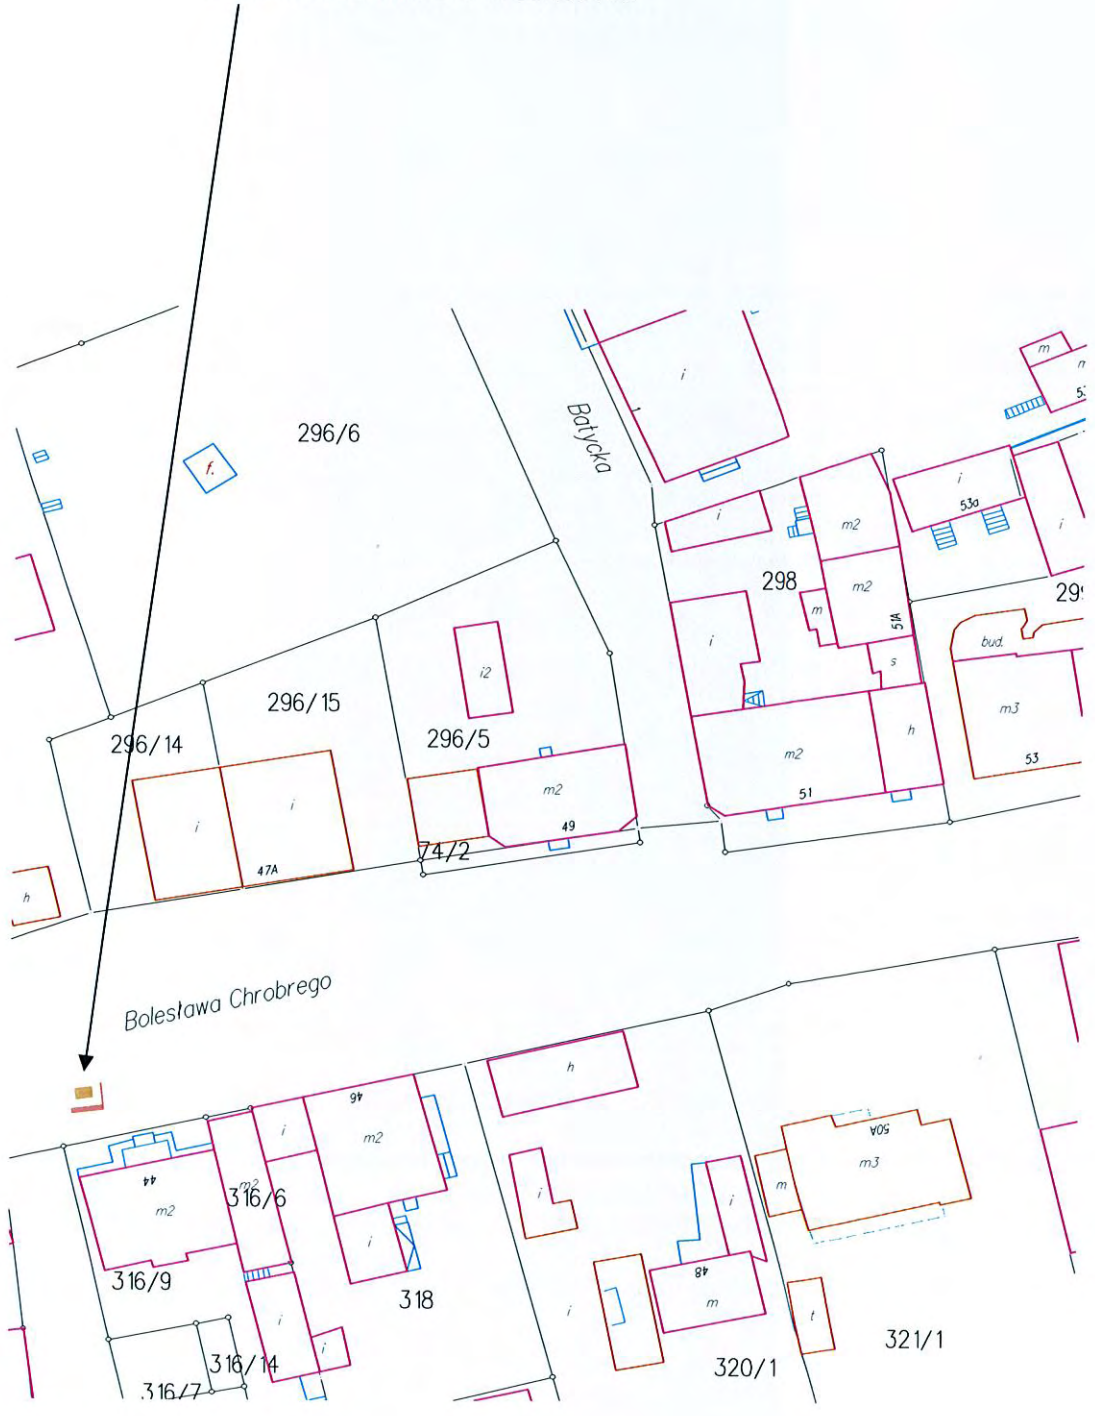 m
m
53
i
296/6
f.
Batycka
i
53a
i
i
m2
298
m2
m
51A
299
bud.
i
s
i2
m3
296/15
296/14
296/5
h
m2
m2
53
51
i
i
49
74/2
47A
h
Bolesława Chrobrego
h
46
i
m2
50A
m3
44
m2
m2
316/6
i
i
m
i
316/9
48
318
m
i
i
t
321/1
i
316/14
320/1
316/7